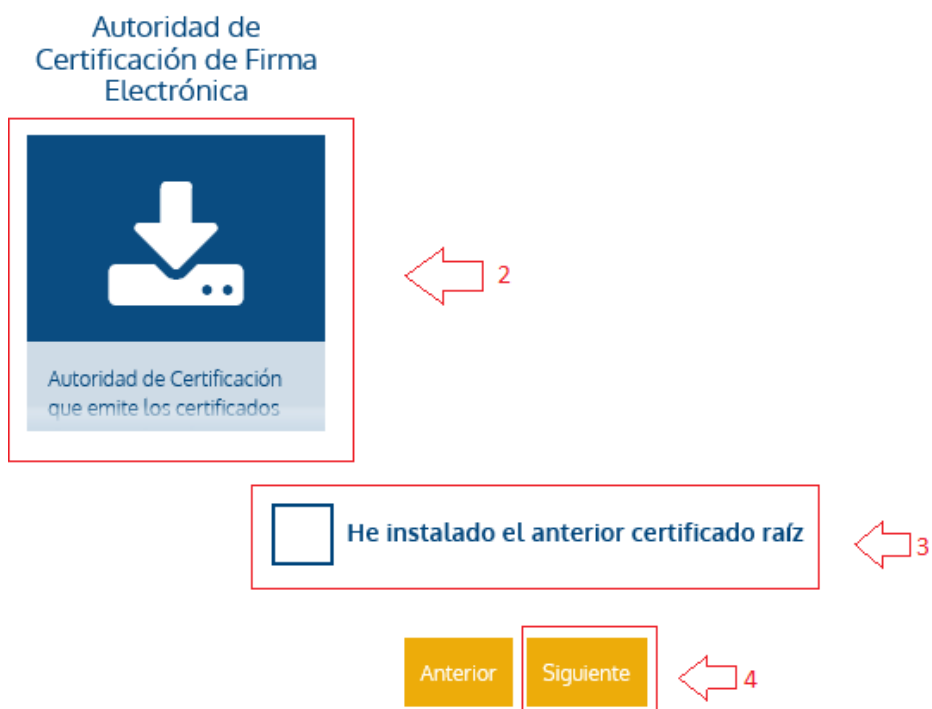 Autoridad de
Certificación de Firma
Electrónica
2
Autoridad de Certificación
que emite los certificados
He instalado el anterior certificado raíz
3
Anterior
Siguiente
4